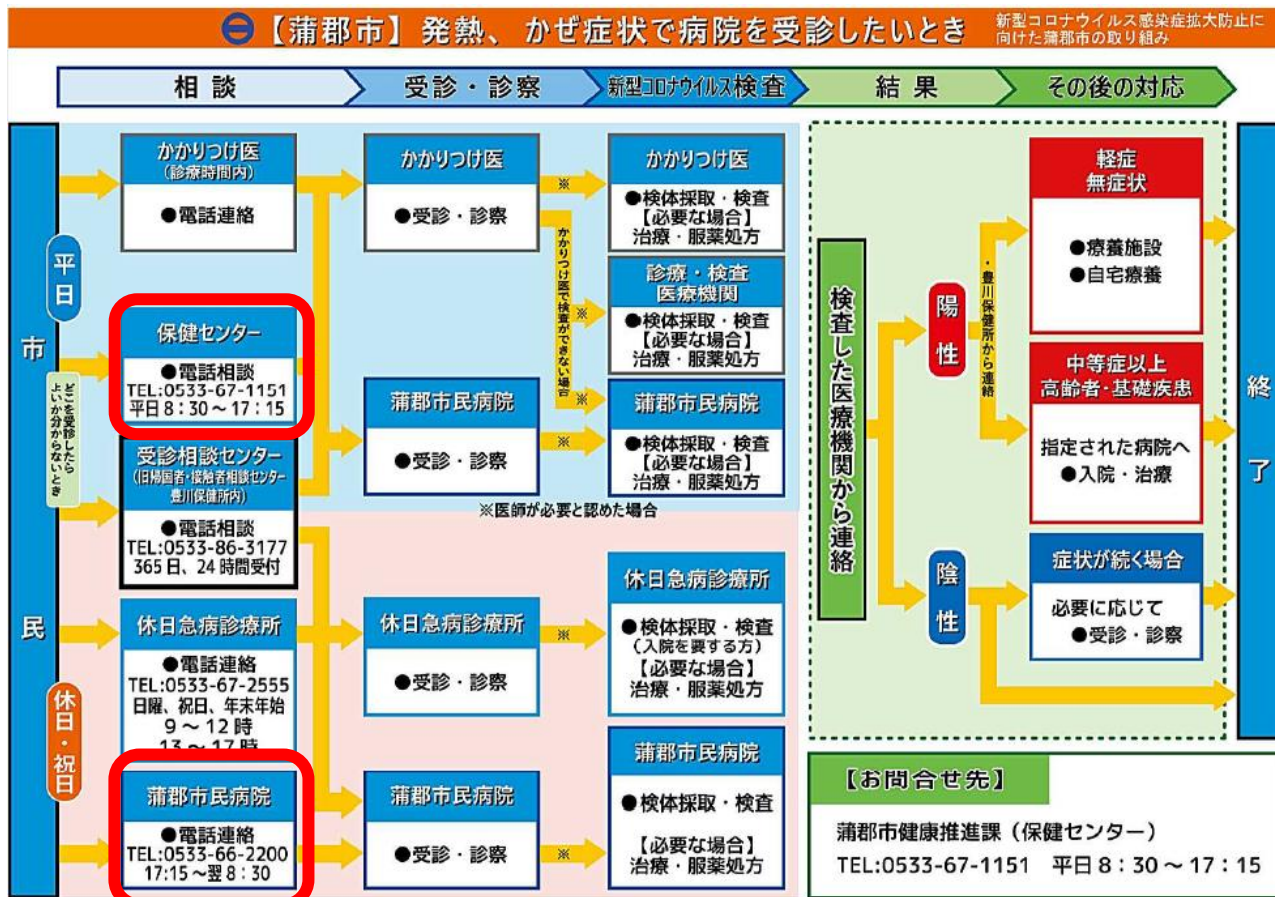 【蒲郡市】発熱、かぜ症状で病院を受診したいとき
新型コロナウイルス感染症拡大防止に
向けた蒲郡市の取り組み
相談
受診・診察
新型コロナウイルス検査
結果
その後の対応
市民
平日
どこを受診したら
よいか分からないとき
休日・祝日
かかりつけ医
（診療時間内）
●電話連絡
保健センター
●電話相談
TEL:0533-67-1151
平日8：30～17：15
受診相談センター
（旧帰国者・接触者相談センター
豊川保健所内）
●電話相談
TEL:0533-86-3177
365日、24時間受付
休日急病診療所
●電話連絡
TEL:0533-67-2555
日曜、祝日、年末年始
9～12時
13～17時
蒲郡市民病院
●電話連絡
TEL:0533-66-2200
17:15～翌8：30
かかりつけ医
●受診・診察
蒲郡市民病院
●受診・診察
休日急病診療所
●受診・診察
蒲郡市民病院
●受診・診察
※
※
※
※
※
※
かかりつけ医で検査ができない場合
※医師が必要と認めた場合
かかりつけ医
●検体採取・検査
【必要な場合】
治療・服薬処方
診療・検査
医療機関
●検体採取・検査
【必要な場合】
治療・服薬処方
蒲郡市民病院
●検体採取・検査
【必要な場合】
治療・服薬処方
休日急病診療所
●検体採取・検査
（入院を要する方）
【必要な場合】
治療・服薬処方
蒲郡市民病院
●検体採取・検査
【必要な場合】
治療・服薬処方
検査した医療機関から連絡
陽性
・豊川保健所から連絡
陰性
軽症
無症状
●療養施設
●自宅療養
中等症以上
高齢者・基礎疾患
指定された病院へ
●入院・治療
症状が続く場合
必要に応じて
●受診・診察
終了
【お問合せ先】
蒲郡市健康推進課（保健センター）
TEL:0533-67-1151 平日8：30～17：15